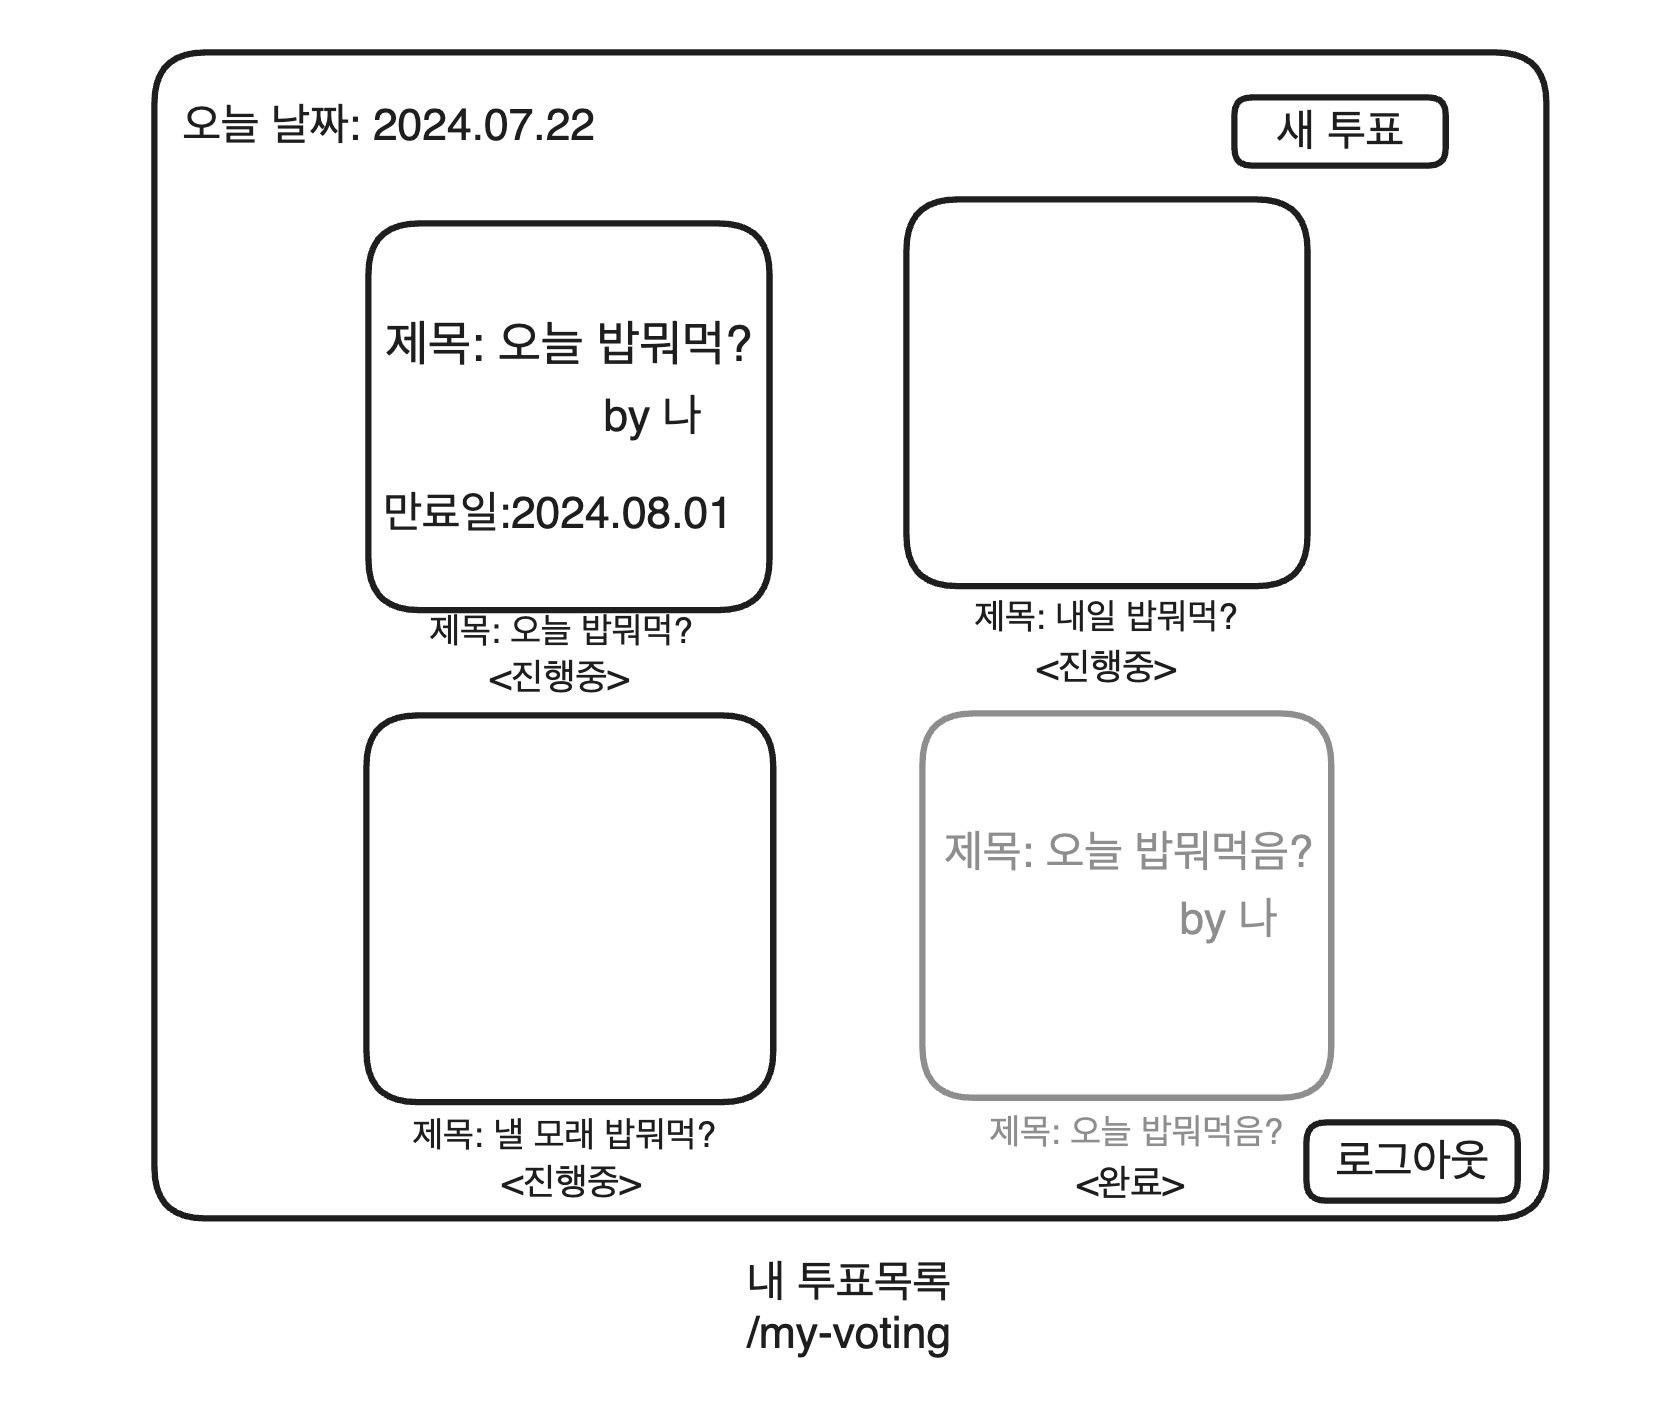 오늘 날짜: 2024.07.22
새 투표
제목: 오늘 밥뭐먹?
by 나
만료일:2024.08.01
제목: 오늘 밥뭐먹?
<진행중>
제목: 내일 밥뭐먹?
<진행중>
제목: 오늘 밥뭐먹음?
by 나
제목: 낼 모래 밥뭐먹?
<진행중>
제목: 오늘 밥뭐먹음?
<완료>
로그아웃
내 투표목록
/my-voting